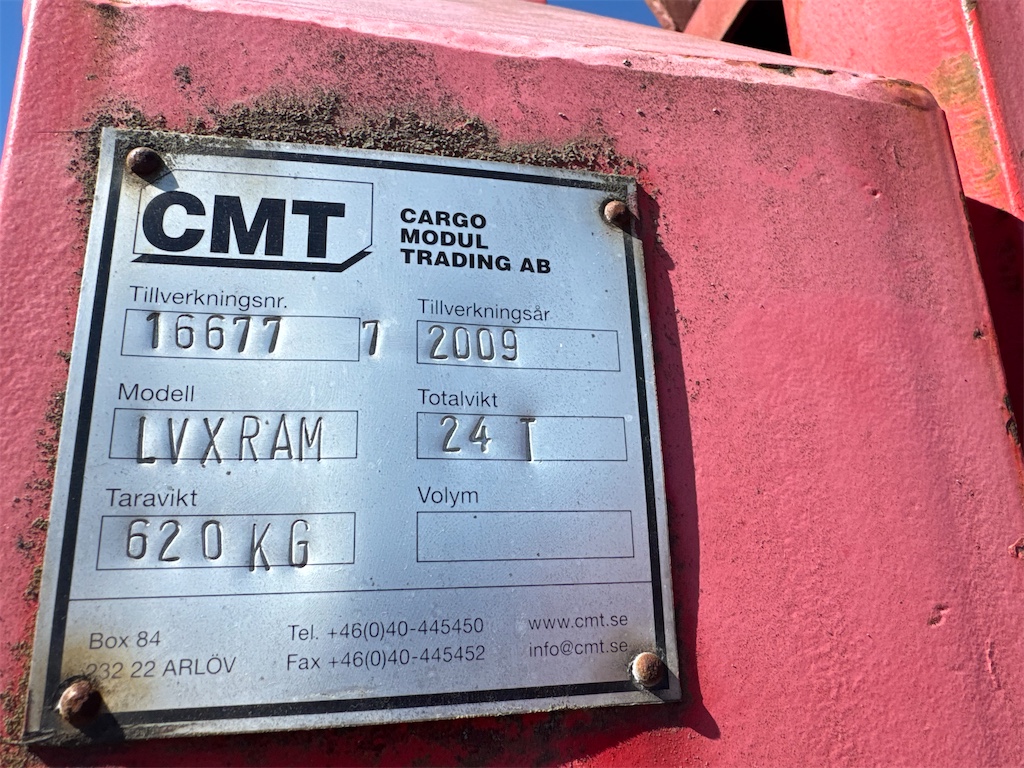 CMT
CARGO
MODUL
TRADING AB
Tillverkningsnr.
16677 7
Tillverkningsår
2009
Modell
LVXRAM
Totalvikt
24 T
Taravikt
620 KG
Volym
Box 84
232 22 ARLÖV
Tel. +46(0)40-445450
Fax +46(0)40-445452
www.cmt.se
info@cmt.se